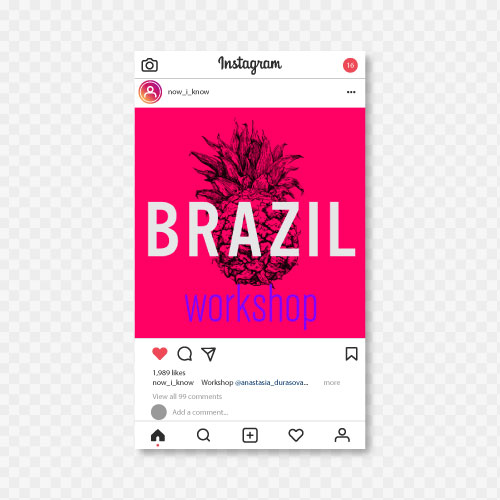 Instagram
16
now_i_know
BRAZIL
workshop
1,989 likes
now_i_know Workshop @anastasia_durasova... more
View all 99 comments
Add a comment...